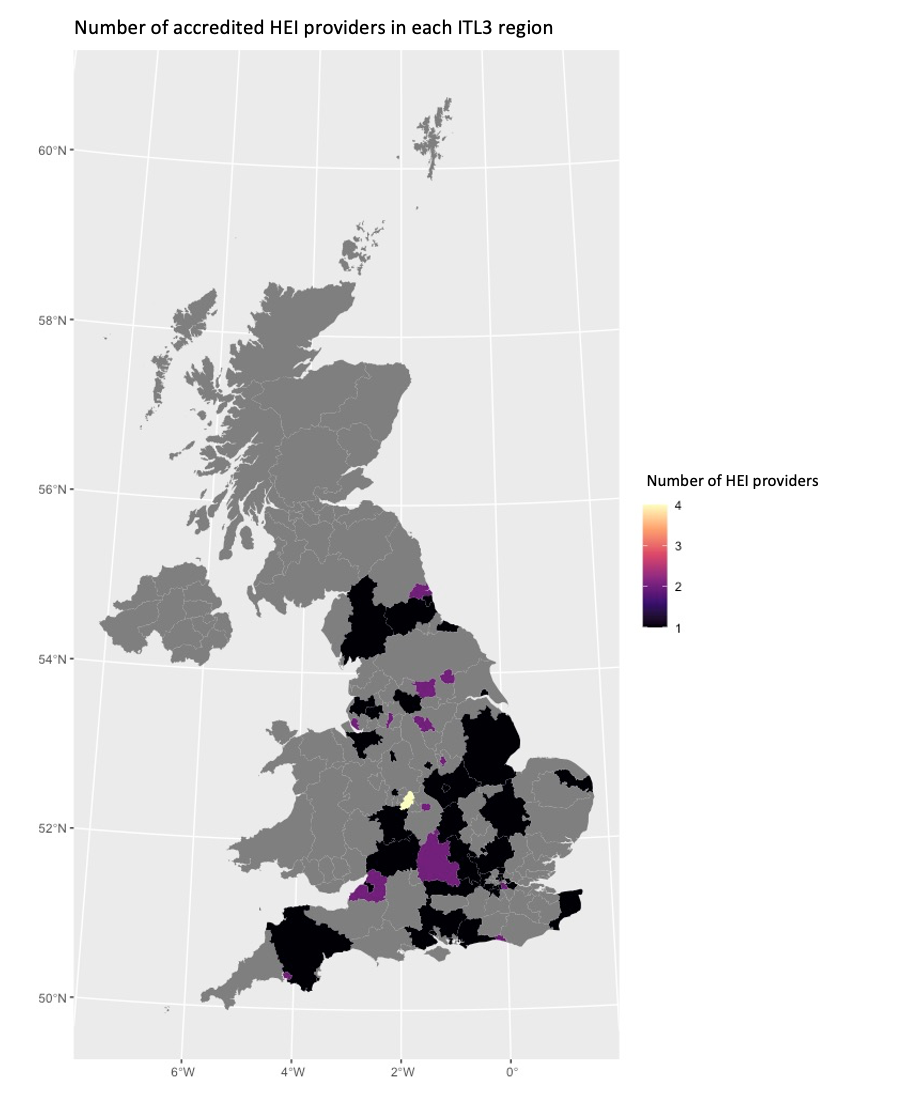 Number of accredited HEI providers in each ITL3 region
60°N
58°N
56°N
54°N
52°N
50°N
6°W 4°W 2°W 0°
Number of HEI providers
4
3
2
1